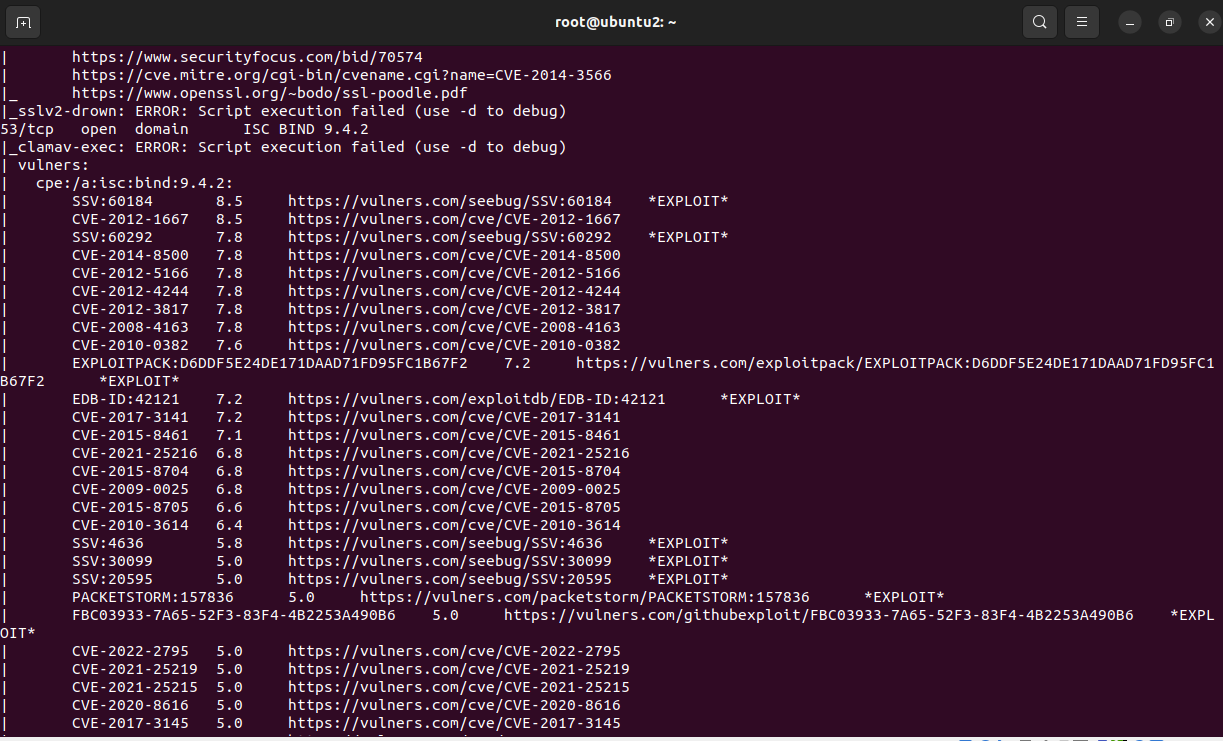 root@ubuntu2: ~
|       https://www.securityfocus.com/bid/70574
|       https://cve.mitre.org/cgi-bin/cvename.cgi?name=CVE-2014-3566
|_      https://www.openssl.org/~bodo/ssl-poodle.pdf
|_sslv2-drown: ERROR: Script execution failed (use -d to debug)
53/tcp   open  domain      ISC BIND 9.4.2
|_clamav-exec: ERROR: Script execution failed (use -d to debug)
| vulners:
|   cpe:/a:isc:bind:9.4.2:
|       SSV:60184       8.5     https://vulners.com/seebug/SSV:60184    *EXPLOIT*
|       CVE-2012-1667   8.5     https://vulners.com/cve/CVE-2012-1667
|       SSV:60292       7.8     https://vulners.com/seebug/SSV:60292    *EXPLOIT*
|       CVE-2014-8500   7.8     https://vulners.com/cve/CVE-2014-8500
|       CVE-2012-5166   7.8     https://vulners.com/cve/CVE-2012-5166
|       CVE-2012-4244   7.8     https://vulners.com/cve/CVE-2012-4244
|       CVE-2012-3817   7.8     https://vulners.com/cve/CVE-2012-3817
|       CVE-2008-4163   7.8     https://vulners.com/cve/CVE-2008-4163
|       CVE-2010-0382   7.6     https://vulners.com/cve/CVE-2010-0382
|       EXPLOITPACK:D6DDF5E24DE171DAAD71FD95FC1B67F2    7.2     https://vulners.com/exploitpack/EXPLOITPACK:D6DDF5E24DE171DAAD71FD95FC1
B67F2      *EXPLOIT*
|       EDB-ID:42121    7.2     https://vulners.com/exploitdb/EDB-ID:42121      *EXPLOIT*
|       CVE-2017-3141   7.2     https://vulners.com/cve/CVE-2017-3141
|       CVE-2015-8461   7.1     https://vulners.com/cve/CVE-2015-8461
|       CVE-2021-25216  6.8     https://vulners.com/cve/CVE-2021-25216
|       CVE-2015-8704   6.8     https://vulners.com/cve/CVE-2015-8704
|       CVE-2009-0025   6.8     https://vulners.com/cve/CVE-2009-0025
|       CVE-2015-8705   6.6     https://vulners.com/cve/CVE-2015-8705
|       CVE-2010-3614   6.4     https://vulners.com/cve/CVE-2010-3614
|       SSV:4636        5.8     https://vulners.com/seebug/SSV:4636     *EXPLOIT*
|       SSV:30099       5.0     https://vulners.com/seebug/SSV:30099    *EXPLOIT*
|       SSV:20595       5.0     https://vulners.com/seebug/SSV:20595    *EXPLOIT*
|       PACKETSTORM:157836      5.0     https://vulners.com/packetstorm/PACKETSTORM:157836      *EXPLOIT*
|       FBC03933-7A65-52F3-83F4-4B2253A490B6    5.0     https://vulners.com/githubexploit/FBC03933-7A65-52F3-83F4-4B2253A490B6    *EXPL
OIT*
|       CVE-2022-2795   5.0     https://vulners.com/cve/CVE-2022-2795
|       CVE-2021-25219  5.0     https://vulners.com/cve/CVE-2021-25219
|       CVE-2021-25215  5.0     https://vulners.com/cve/CVE-2021-25215
|       CVE-2020-8616   5.0     https://vulners.com/cve/CVE-2020-8616
|       CVE-2017-3145   5.0     https://vulners.com/cve/CVE-2017-3145